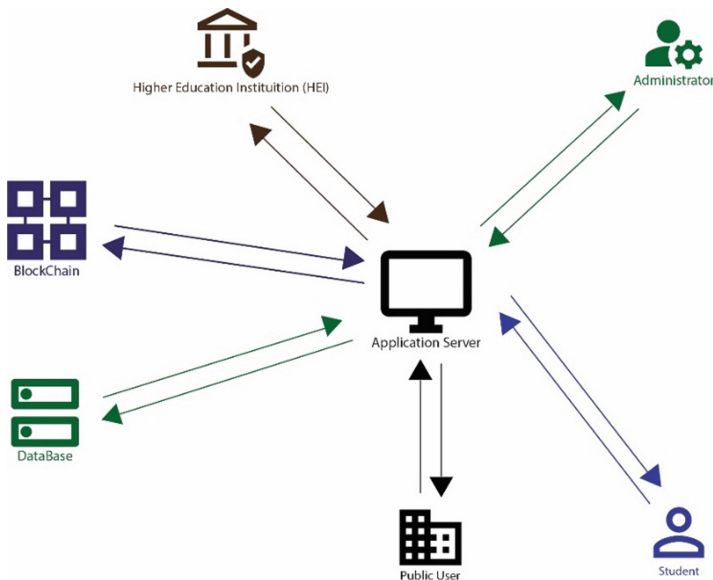 Higher Education Instituition (HEI)
Administrator
BlockChain
Application Server
DataBase
Public User
Student